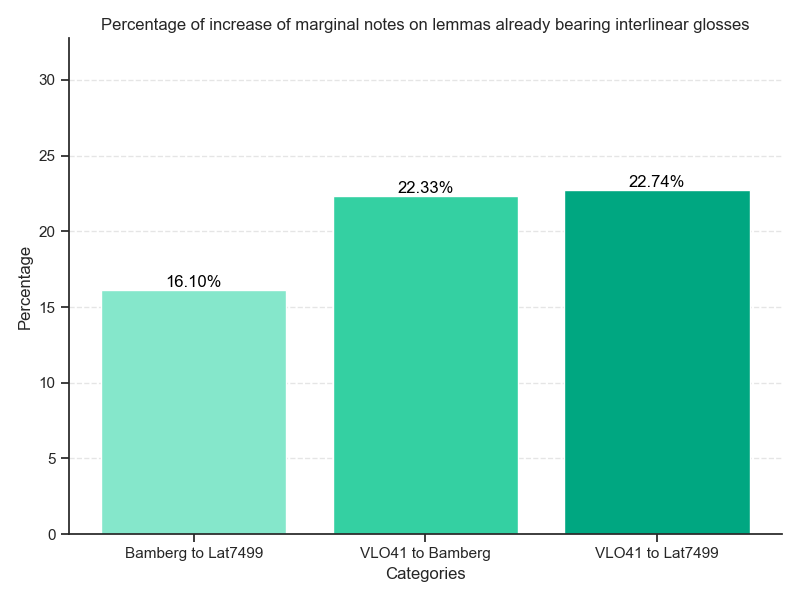 Percentage of increase of marginal notes on lemmas already bearing interlinear glosses
30
25
20
15
10
5
0
Percentage
16.10%
22.33%
22.74%
Bamberg to Lat7499
VLO41 to Bamberg
VLO41 to Lat7499
Categories